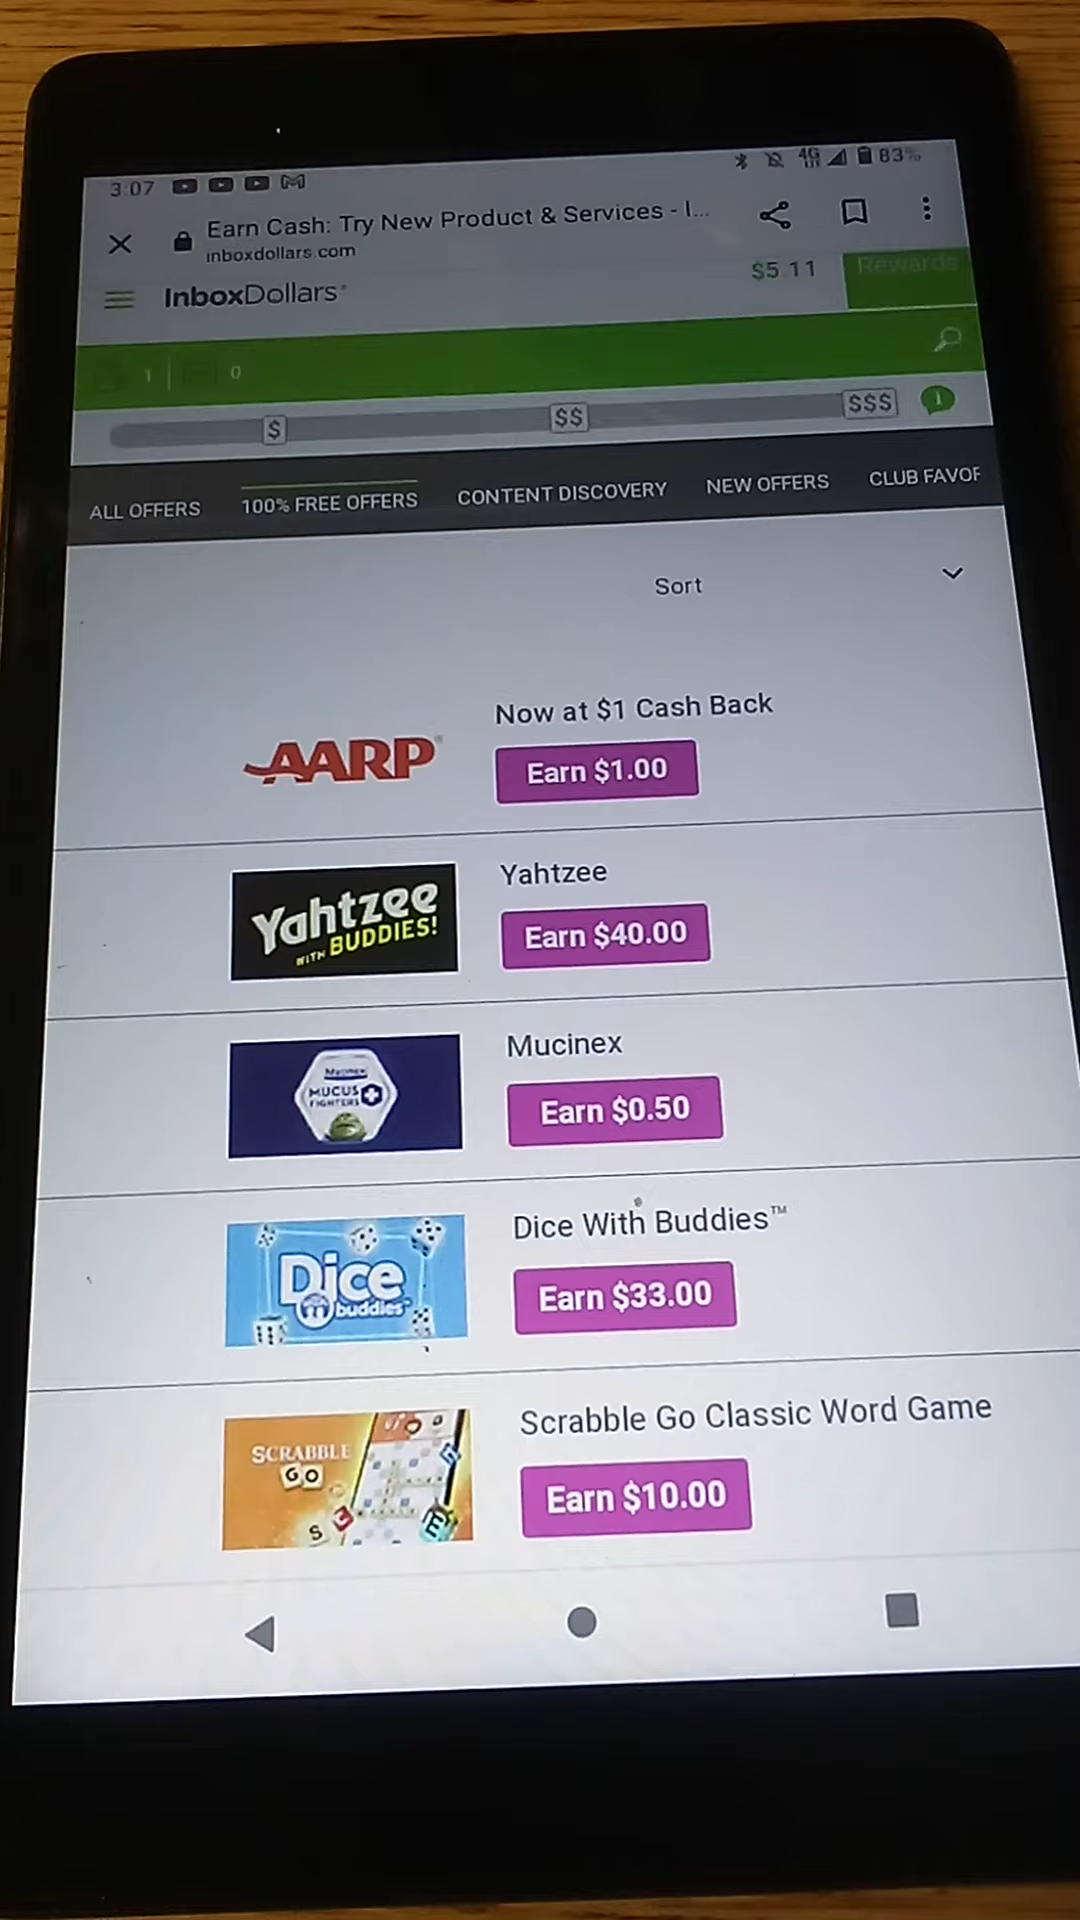 3:07
4G
83%
Earn Cash: Try New Product & Services - I...
inboxdollars.com
InboxDollars
$5.11
Rewards
1
0
$
$$
$$$
ALL OFFERS
100% FREE OFFERS
CONTENT DISCOVERY
NEW OFFERS
CLUB FAVOR
Sort
AARP
Now at $1 Cash Back
Earn $1.00
Yahtzee
WITH BUDDIES!
Yahtzee
Earn $40.00
Mucinex
MUCUS
FIGHTERS
Mucinex
Earn $0.50
Dice
buddies
Dice With Buddies™
Earn $33.00
SCRABBLE
GO
S
E
Scrabble Go Classic Word Game
Earn $10.00